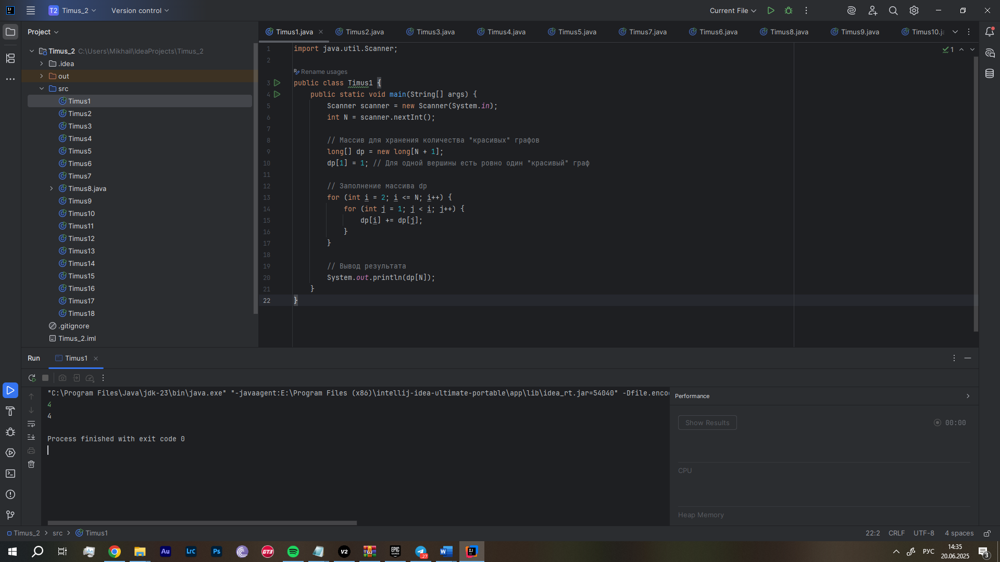 T2 Timus_2 Version control Current File
Project
Timus1.java Timus2.java Timus3.java Timus4.java Timus5.java Timus7.java Timus6.java Timus8.java Timus9.java Timus10.j
Timus_2 C:\Users\Mikhail\IdeaProjects\Timus_2
.idea
out
src
Timus1
Timus2
Timus3
Timus4
Timus5
Timus6
Timus7
Timus8.java
Timus9
Timus10
Timus11
Timus12
Timus13
Timus14
Timus15
Timus16
Timus17
Timus18
.gitignore
Timus_2.iml
1 import java.util.Scanner; 1
2
Rename usages
3 public class Timus1 {
4 public static void main(String[] args) {
5 Scanner scanner = new Scanner(System.in);
6 int N = scanner.nextInt();
7
8 // Массив для хранения количества "красивых" графов
9 long[] dp = new long[N + 1];
10 dp[1] = 1; // Для одной вершины есть ровно один "красивый" граф
11
12 // Заполнение массива dp
13 for (int i = 2; i <= N; i++) {
14 for (int j = 1; j < i; j++) {
15 dp[i] += dp[j];
16 }
17 }
18
19 // Вывод результата
20 System.out.println(dp[N]);
21 }
22 }
Run Timus1
"C:\Program Files\Java\jdk-23\bin\java.exe" "-javaagent:E:\Program Files (x86)\intellij-idea-ultimate-portable\app\lib\idea_rt.jar=54040" -Dfile.enco
4
4
Process finished with exit code 0
Performance
Show Results 00:00
CPU
Heap Memory
Timus_2 src Timus1 22:2 CRLF UTF-8 4 spaces
Au Lrc Ps GT3 V2 EPIC GAMES 27 W IJ РУС 14:35
20.06.2025 3